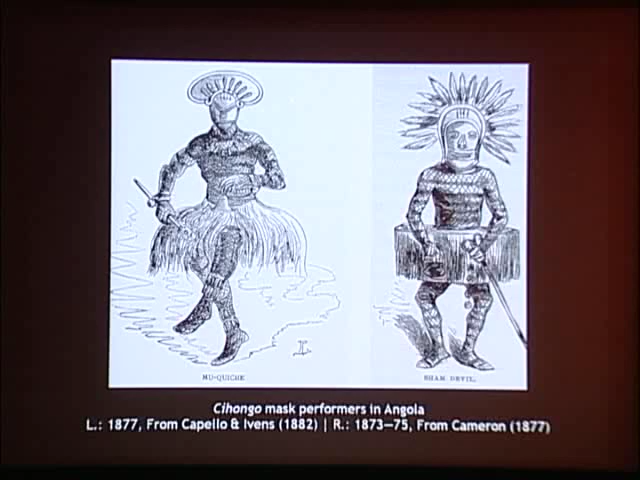 MU-QUICHE
SHAM DEVIL.
Cihongo mask performers in Angola
L.: 1877, From Capello & Ivens (1882) | R.: 1873—75, From Cameron (1877)